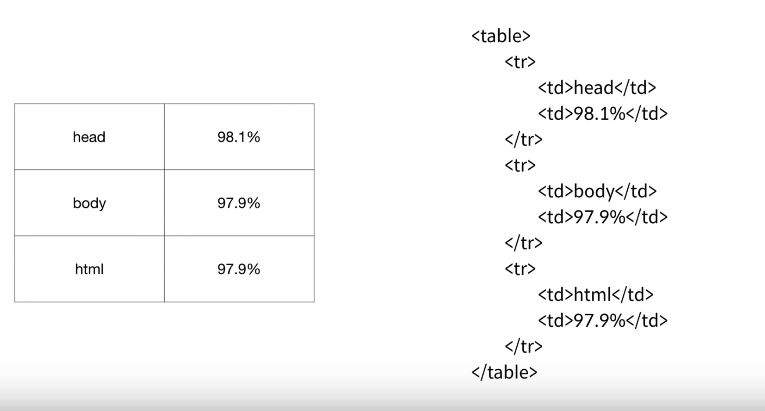 head 98.1%
body 97.9%
html 97.9%
<table>
<tr>
<td>head</td>
<td>98.1%</td>
</tr>
<tr>
<td>body</td>
<td>97.9%</td>
</tr>
<tr>
<td>html</td>
<td>97.9%</td>
</tr>
</table>